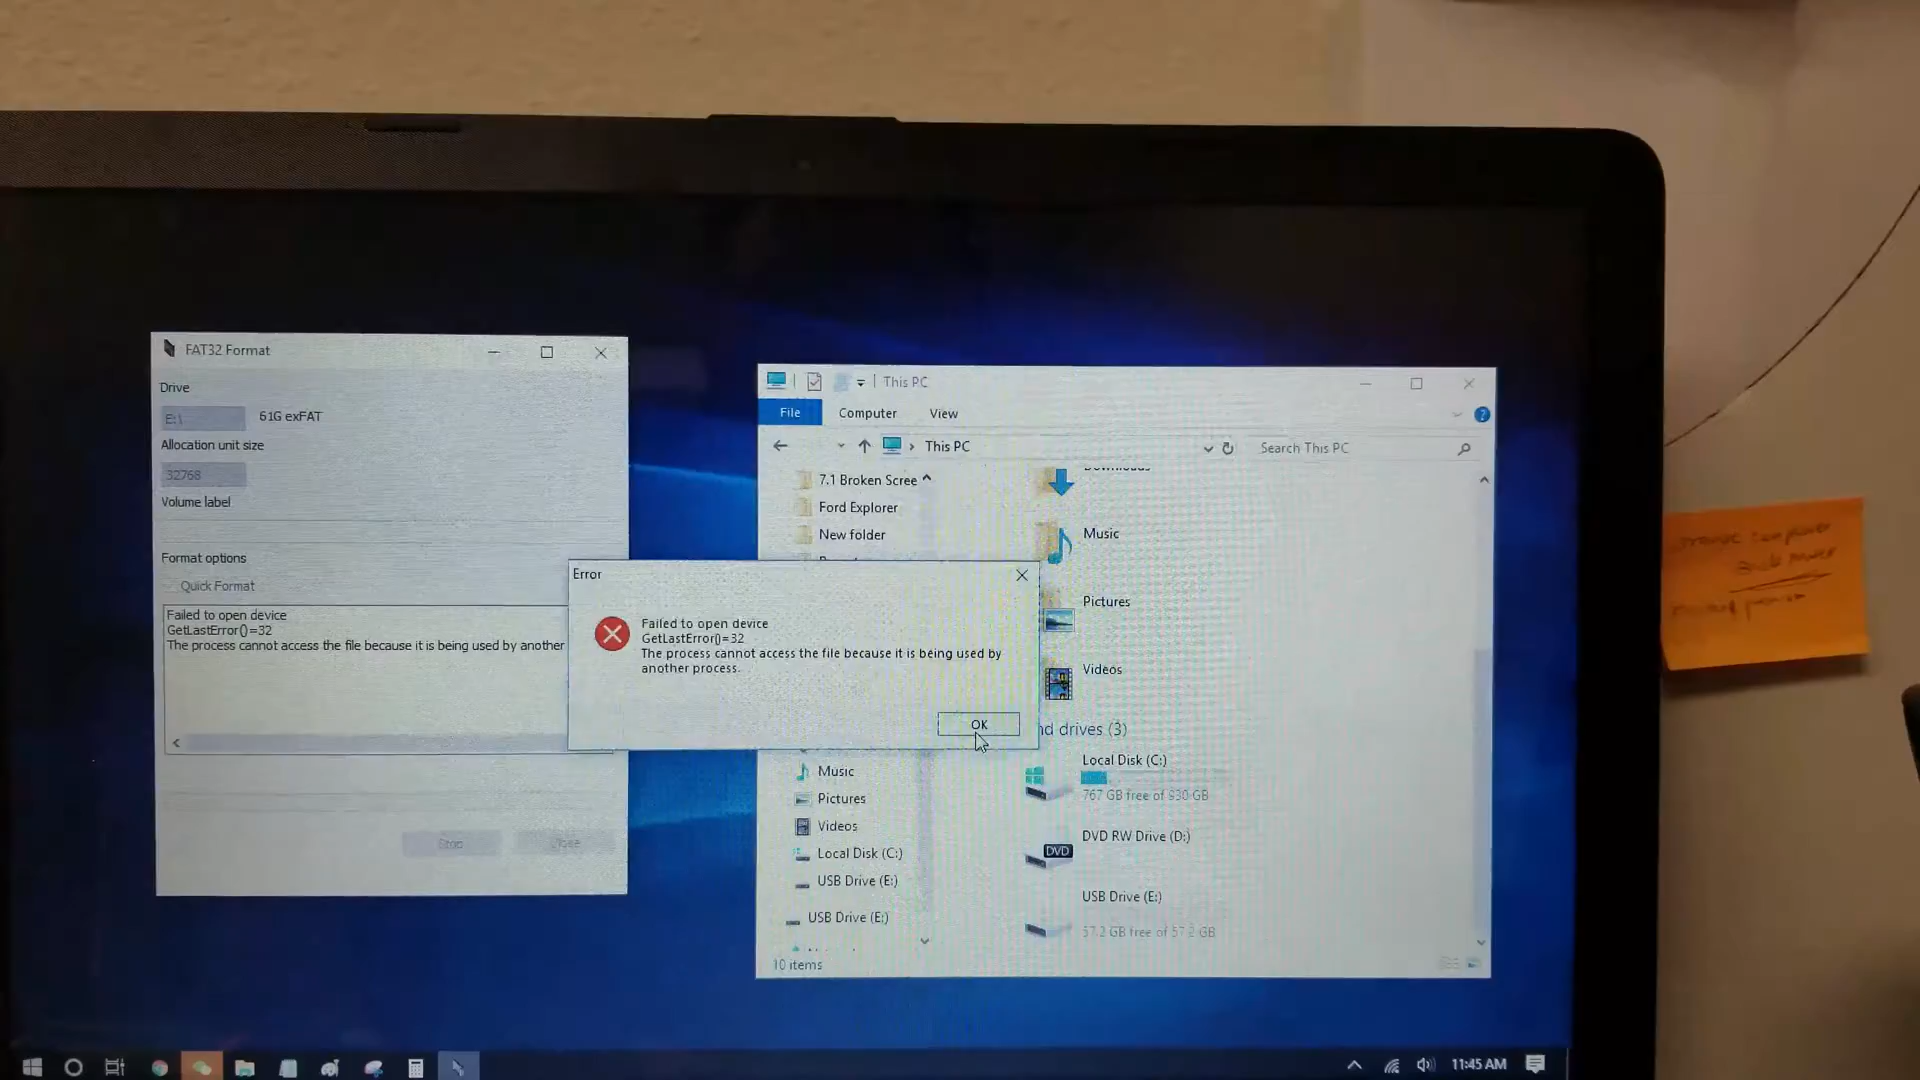 FAT32 Format
Drive
E:\
61G exFAT
Allocation unit size
32768
Volume label
Format options
Quick Format
Failed to open device
GetLastError()=32
The process cannot access the file because it is being used by another
Stop
Close
Error
Failed to open device
GetLastError()=32
The process cannot access the file because it is being used by
another process.
OK
This PC
File
Computer
View
This PC
Search This PC
7.1 Broken Scree
Ford Explorer
New folder
Music
Pictures
Videos
Local Disk (C:)
USB Drive (E:)
USB Drive (E:)
Downloads
Music
Pictures
Videos
nd drives (3)
Local Disk (C:)
767 GB free of 930 GB
DVD RW Drive (D:)
DVD
USB Drive (E:)
57.2 GB free of 57.2 GB
10 items
11:45 AM